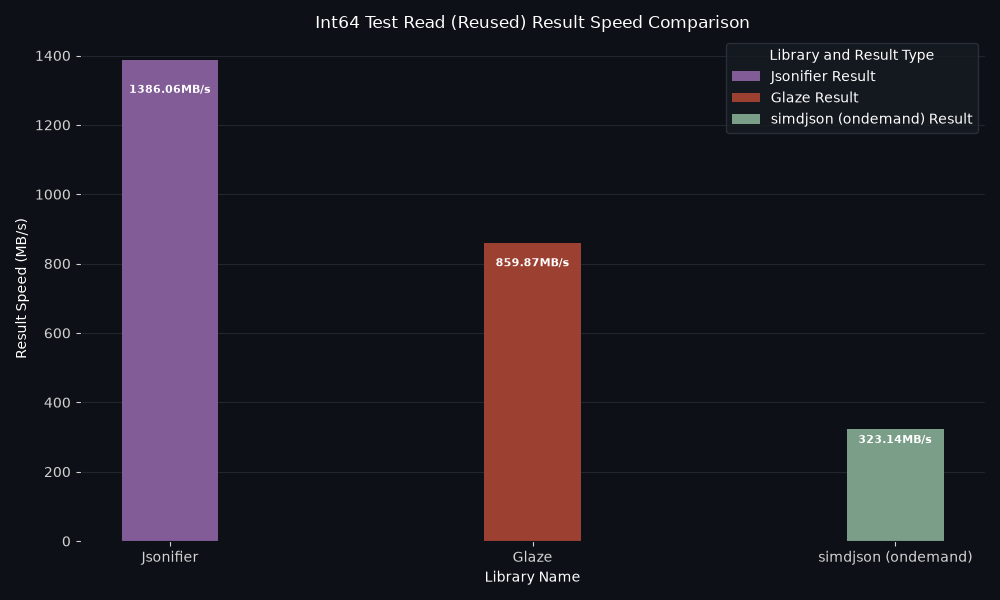 Int64 Test Read (Reused) Result Speed Comparison
Library and Result Type
Jsonifier Result
Glaze Result
simdjson (ondemand) Result
Result Speed (MB/s)
1400
1200
1000
800
600
400
200
0
1386.06MB/s
859.87MB/s
323.14MB/s
Jsonifier
Glaze
simdjson (ondemand)
Library Name